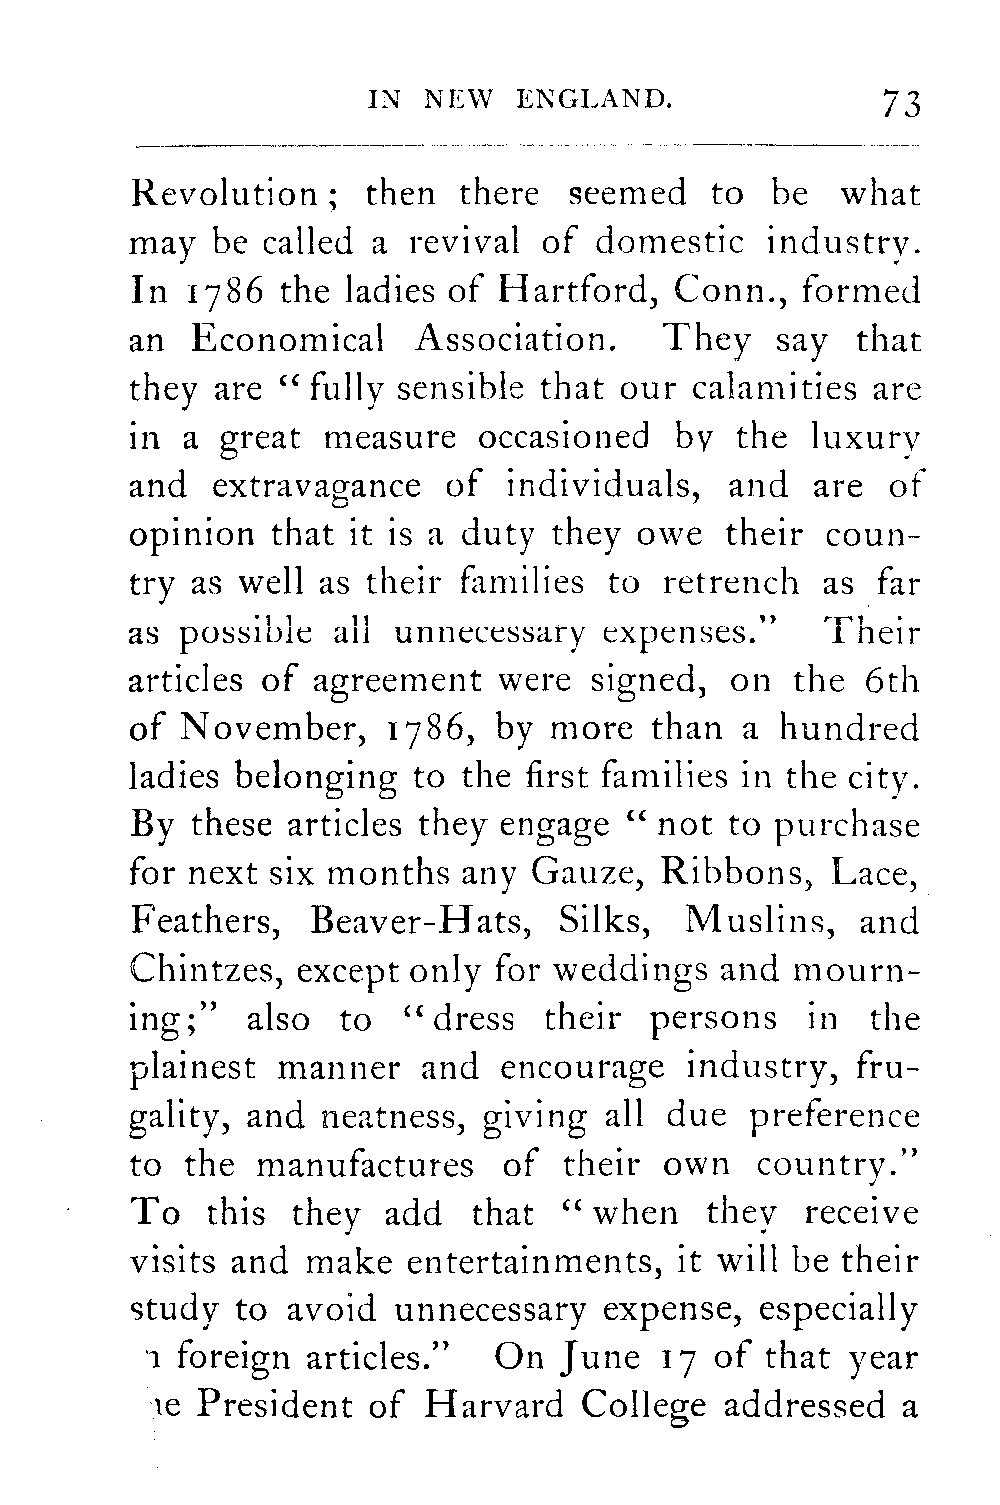 IN NEW ENGLAND. 73
Revolution; then there seemed to be what
may be called a revival of domestic industry.
In 1786 the ladies of Hartford, Conn., formed
an Economical Association. They say that
they are “fully sensible that our calamities are
in a great measure occasioned by the luxury
and extravagance of individuals, and are of
opinion that it is a duty they owe their coun-
try as well as their families to retrench as far
as possible all unnecessary expenses.” Their
articles of agreement were signed, on the 6th
of November, 1786, by more than a hundred
ladies belonging to the first families in the city.
By these articles they engage “not to purchase
for next six months any Gauze, Ribbons, Lace,
Feathers, Beaver-Hats, Silks, Muslins, and
Chintzes, except only for weddings and mourn-
ing;” also to “dress their persons in the
plainest manner and encourage industry, fru-
gality, and neatness, giving all due preference
to the manufactures of their own country.”
To this they add that “when they receive
visits and make entertainments, it will be their
study to avoid unnecessary expense, especially
foreign articles.” On June 17 of that year
President of Harvard College addressed a